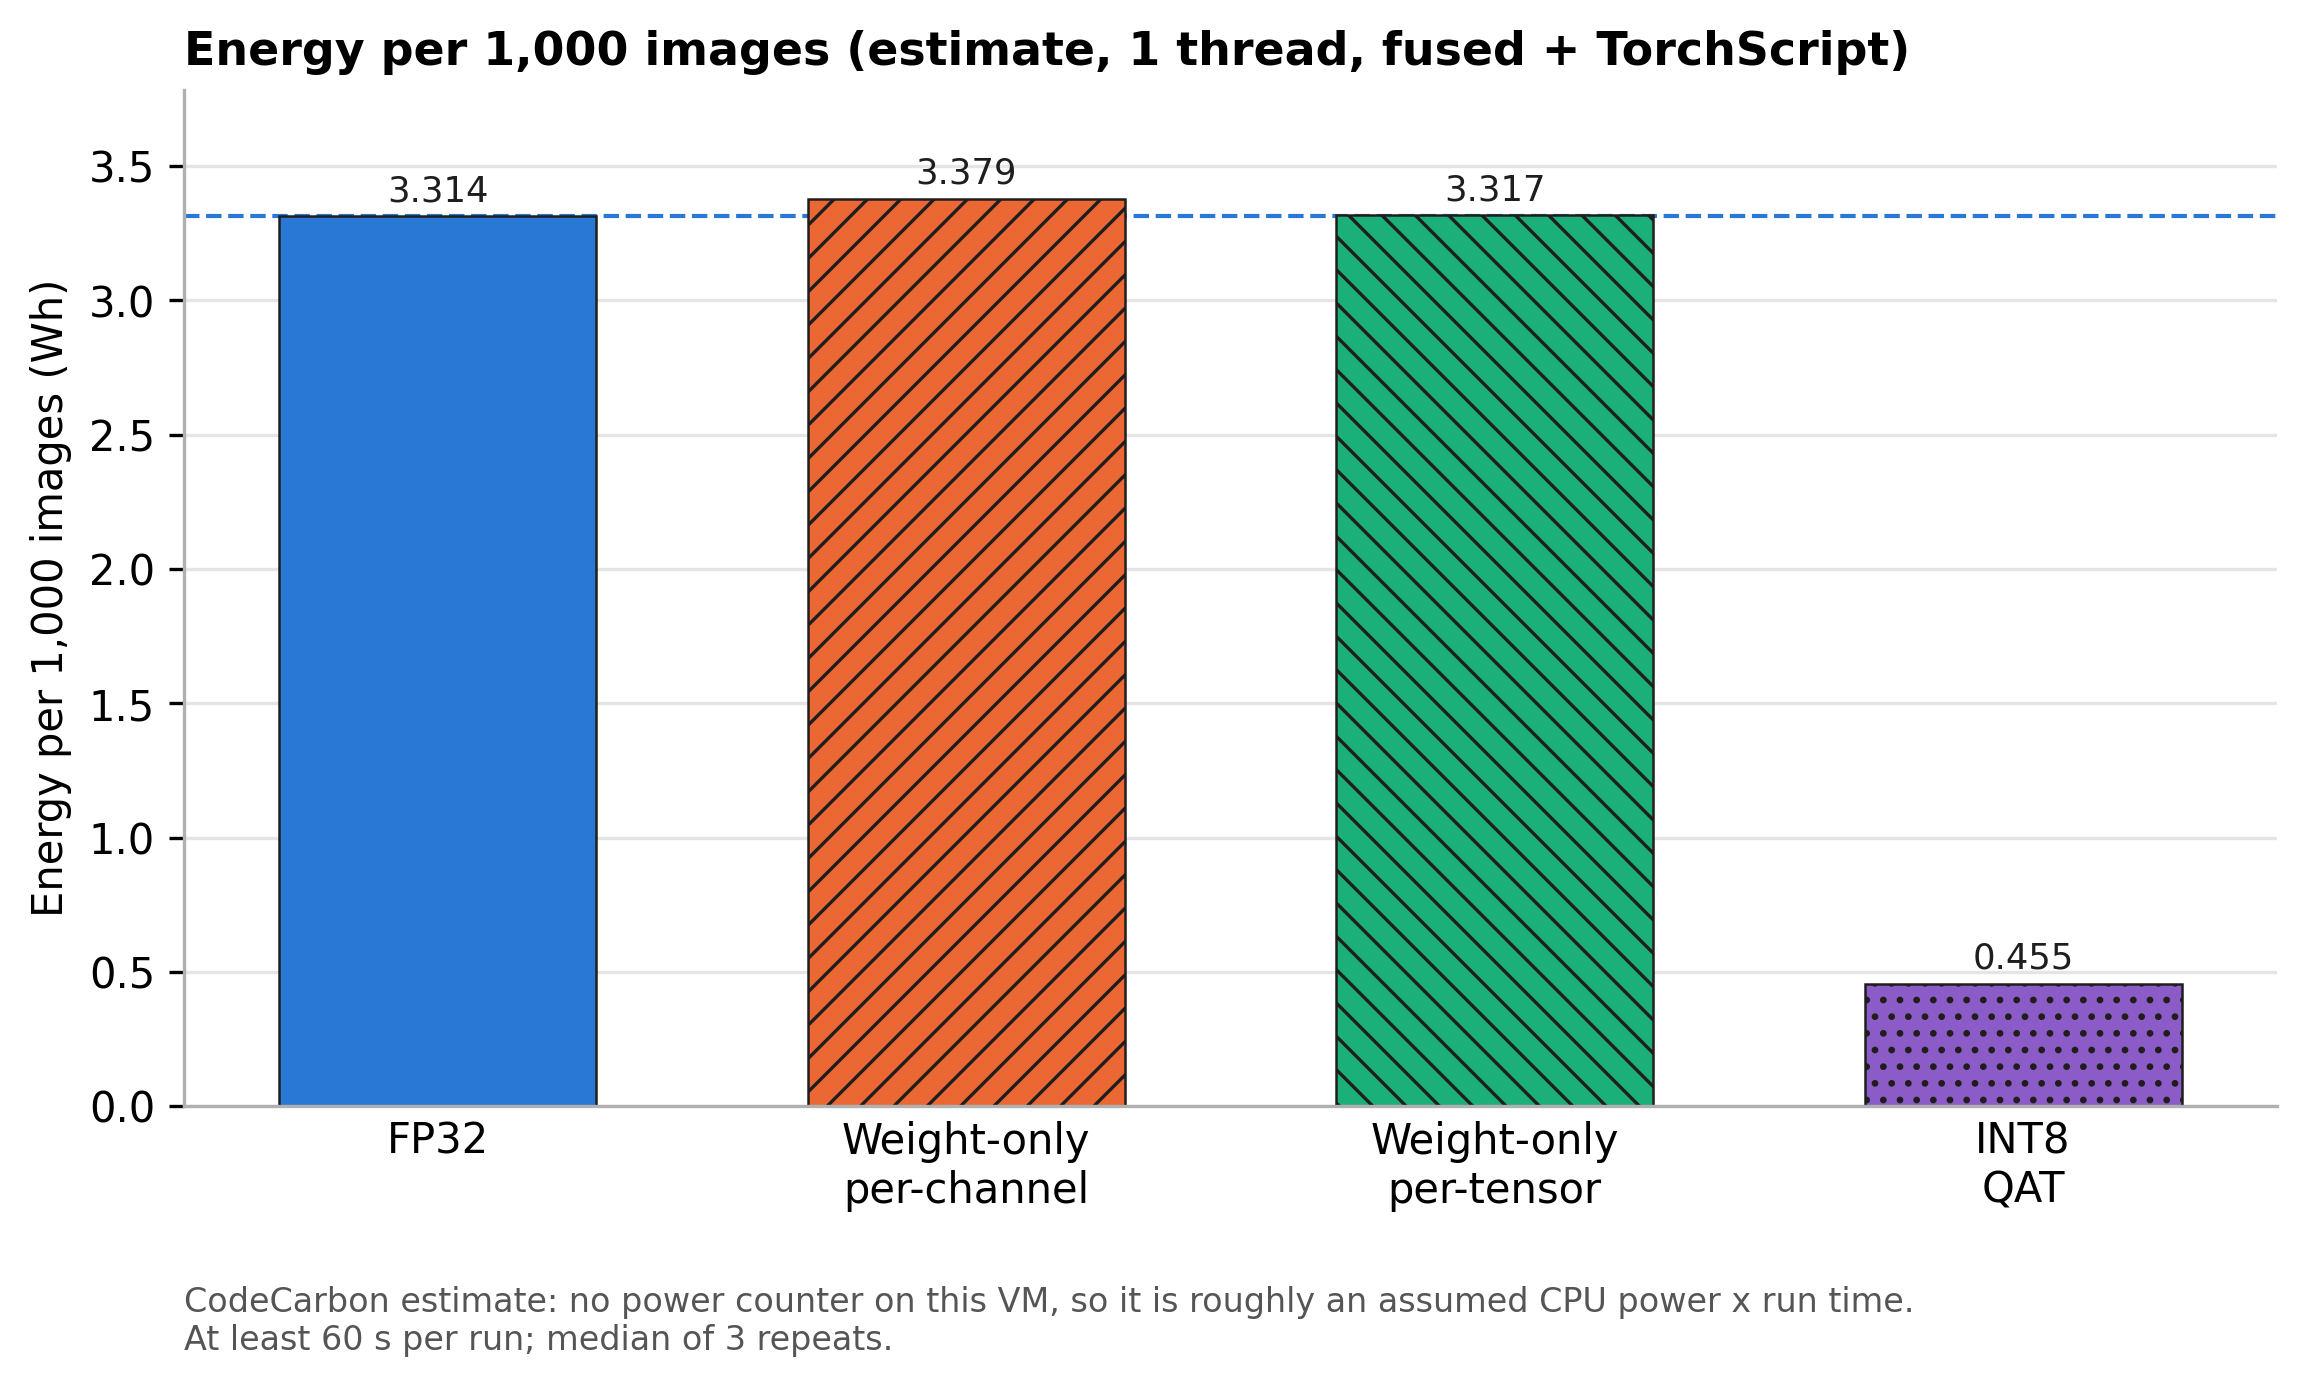 Energy per 1,000 images (estimate, 1 thread, fused + TorchScript)
Energy per 1,000 images (Wh)
3.5
3.0
2.5
2.0
1.5
1.0
0.5
0.0
3.314
3.379
3.317
0.455
FP32
Weight-only
per-channel
Weight-only
per-tensor
INT8
QAT
CodeCarbon estimate: no power counter on this VM, so it is roughly an assumed CPU power x run time.
At least 60 s per run; median of 3 repeats.